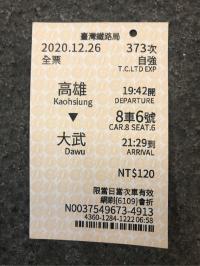 臺灣鐵路局
2020.12.26 373次
全票 自強
T.C.LTD EXP
高雄 19:42開
Kaohsiung DEPARTURE
8車6號
CAR.8 SEAT.6
大武 21:29到
Dawu ARRIVAL
NT$120
限當日當次車有效
網刷[6109]會折
N0037549673-4913
4360-1284-1222 06:58